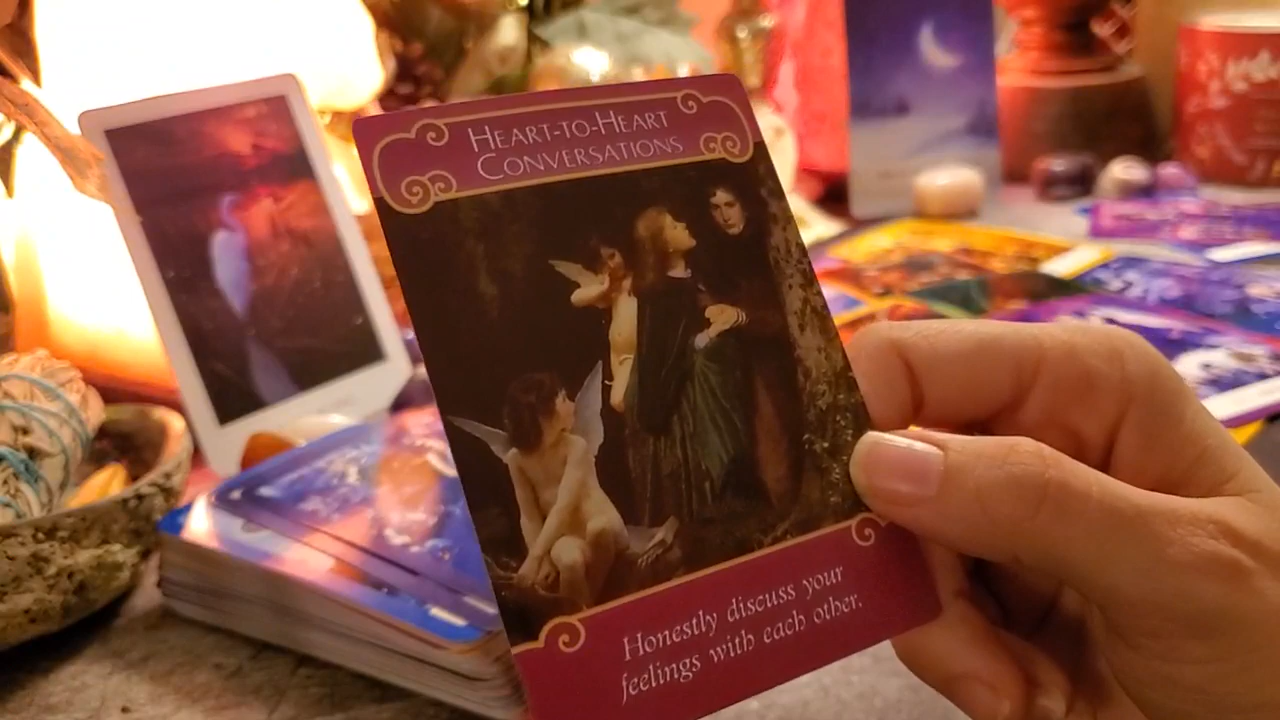 HEART-TO-HEART
CONVERSATIONS
Honestly discuss your
feelings with each other.